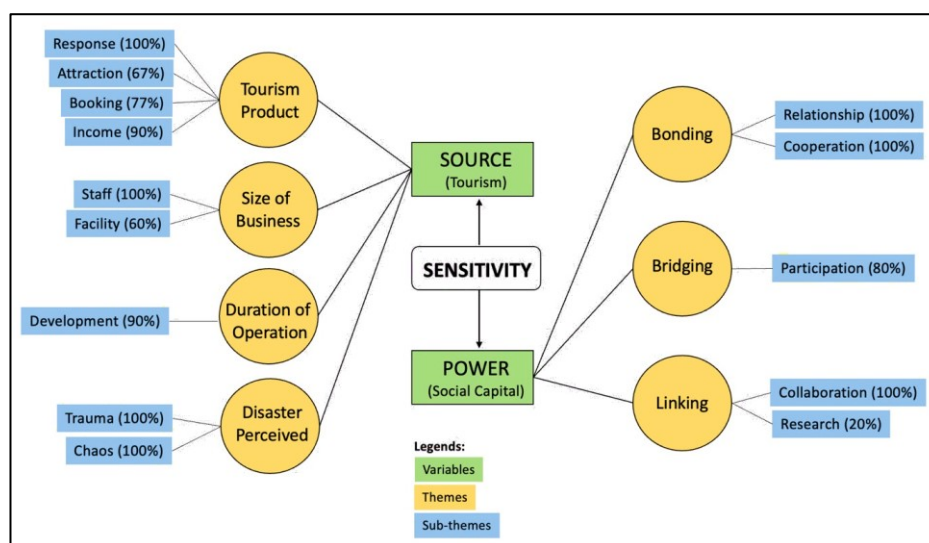 Response (100%)
Attraction (67%)
Booking (77%)
Income (90%)
Tourism
Product
Staff (100%)
Facility (60%)
Size of
Business
Development (90%)
Duration of
Operation
Trauma (100%)
Chaos (100%)
Disaster
Perceived
SOURCE
(Tourism)
SENSITIVITY
POWER
(Social Capital)
Legends:
Variables
Themes
Sub-themes
Bonding
Relationship (100%)
Cooperation (100%)
Bridging
Participation (80%)
Linking
Collaboration (100%)
Research (20%)